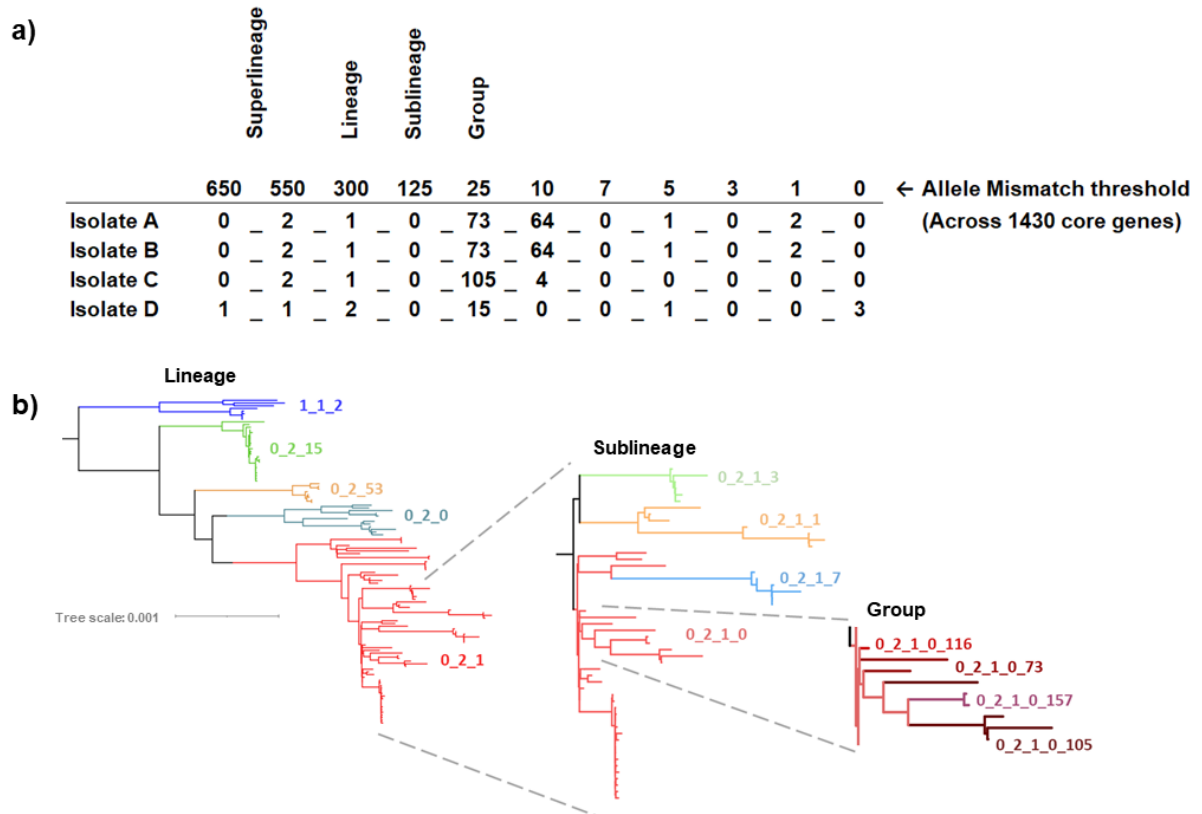 a)
Superlineage
Lineage
Sublineage
Group
650 550 300 125 25 10 7 5 3 1 0 ← Allele Mismatch threshold
(Across 1430 core genes)
Isolate A 0 _ 2 _ 1 _ 0 _ 73 _ 64 _ 0 _ 1 _ 0 _ 2 _ 0
Isolate B 0 _ 2 _ 1 _ 0 _ 73 _ 64 _ 0 _ 1 _ 0 _ 2 _ 0
Isolate C 0 _ 2 _ 1 _ 0 _ 105 _ 4 _ 0 _ 0 _ 0 _ 0 _ 0
Isolate D 1 _ 1 _ 2 _ 0 _ 15 _ 0 _ 0 _ 1 _ 0 _ 0 _ 3
b)
Lineage
1_1_2
0_2_15
0_2_53
0_2_0
0_2_1
Tree scale: 0.001
Sublineage
0_2_1_3
0_2_1_1
0_2_1_7
0_2_1_0
Group
0_2_1_0_116
0_2_1_0_73
0_2_1_0_157
0_2_1_0_105